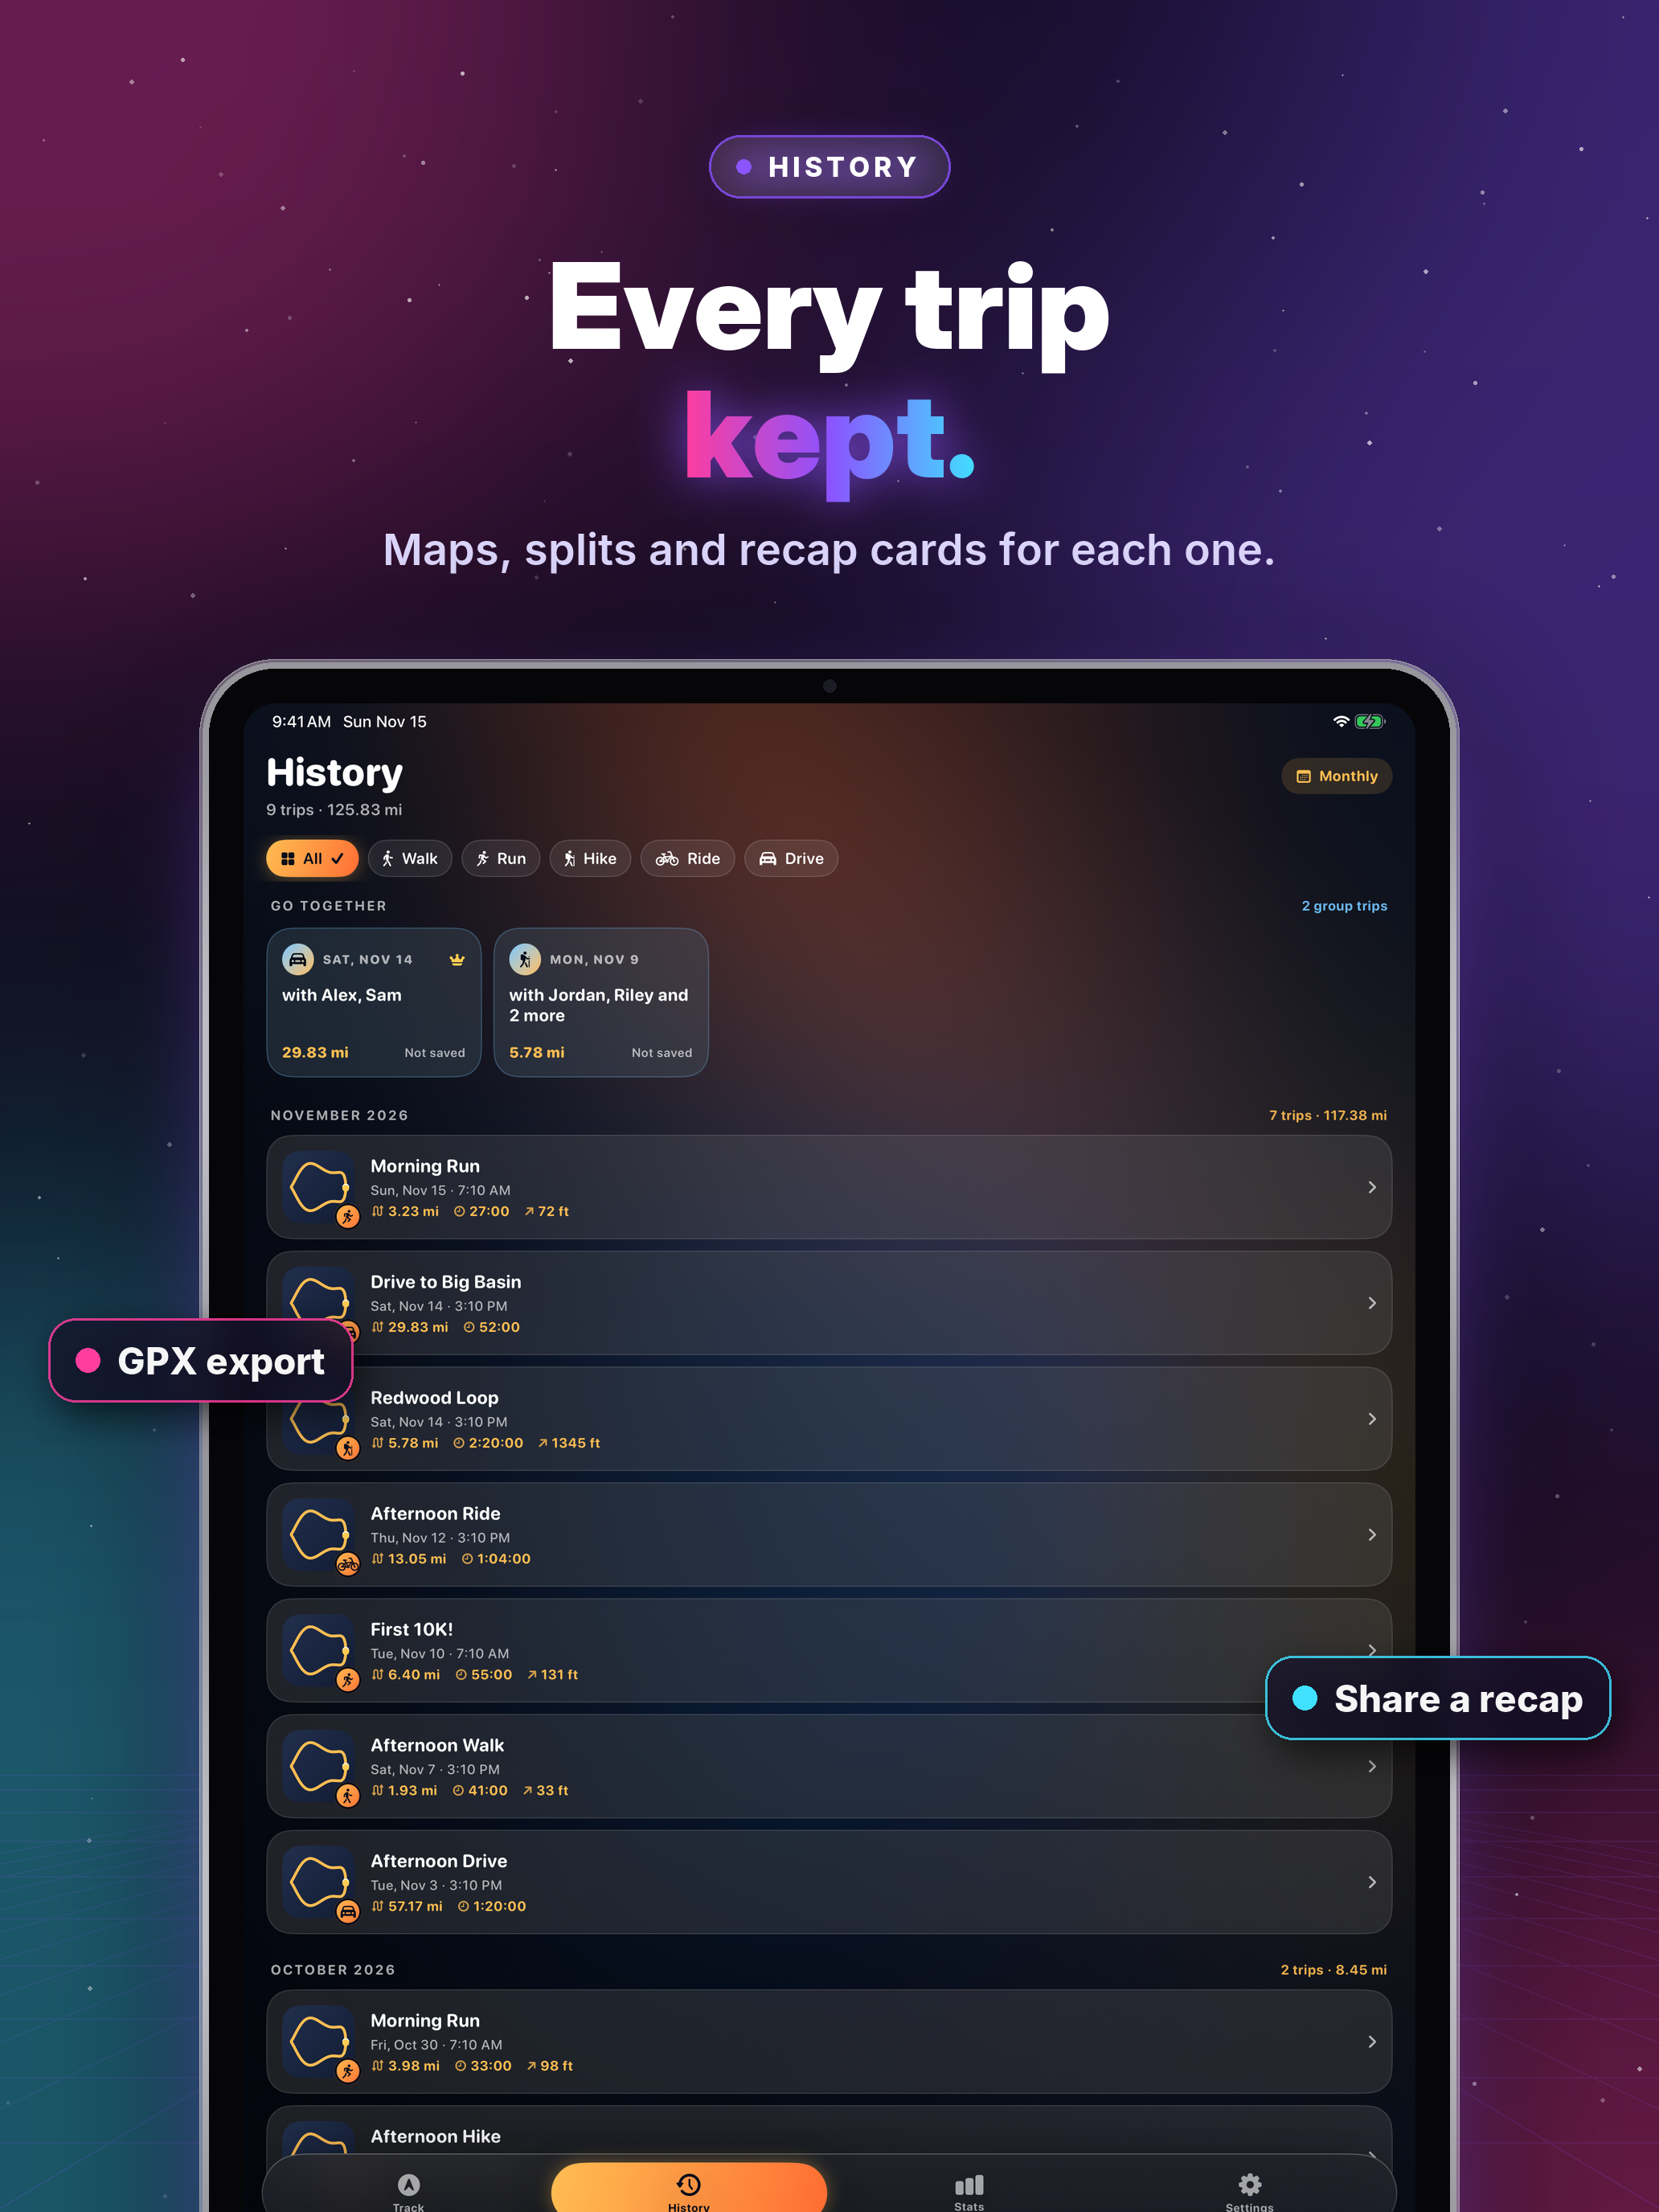 HISTORY
Every trip
kept.
Maps, splits and recap cards for each one.
9:41 AM Sun Nov 15
History
Monthly
9 trips · 125.83 mi
All
Walk
Run
Hike
Ride
Drive
GO TOGETHER
2 group trips
SAT, NOV 14
with Alex, Sam
29.83 mi
Not saved
MON, NOV 9
with Jordan, Riley and
2 more
5.78 mi
Not saved
NOVEMBER 2026
7 trips · 117.38 mi
Morning Run
Sun, Nov 15 · 7:10 AM
3.23 mi 27:00 72 ft
Drive to Big Basin
Sat, Nov 14 · 3:10 PM
29.83 mi 52:00
GPX export
Redwood Loop
Sat, Nov 14 · 3:10 PM
5.78 mi 2:20:00 1345 ft
Afternoon Ride
Thu, Nov 12 · 3:10 PM
13.05 mi 1:04:00
First 10K!
Tue, Nov 10 · 7:10 AM
6.40 mi 55:00 131 ft
Share a recap
Afternoon Walk
Sat, Nov 7 · 3:10 PM
1.93 mi 41:00 33 ft
Afternoon Drive
Tue, Nov 3 · 3:10 PM
57.17 mi 1:20:00
OCTOBER 2026
2 trips · 8.45 mi
Morning Run
Fri, Oct 30 · 7:10 AM
3.98 mi 33:00 98 ft
Afternoon Hike
Track
History
Stats
Settings